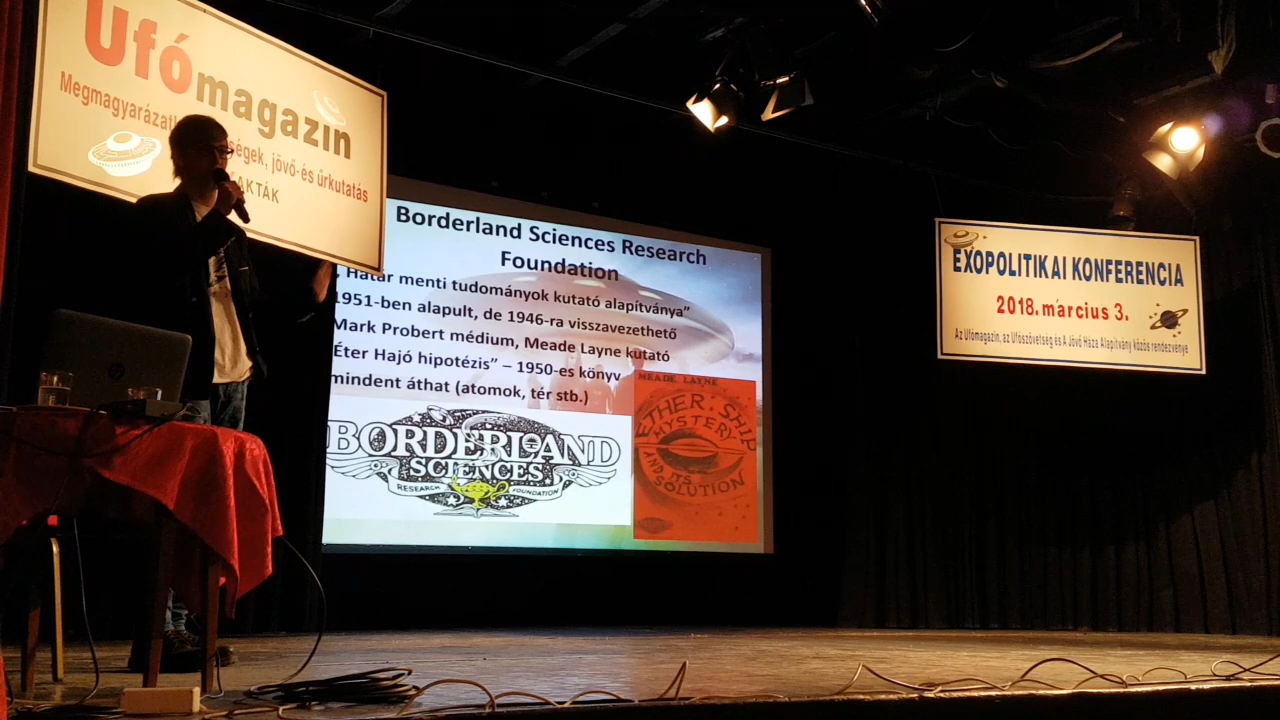 Ufómagazin
Megmagyarázatl ségek, jövő-és űrkutatás
AKTÁK
Borderland Sciences Research
Foundation
Határ menti tudományok kutató alapítványa”
1951-ben alapult, de 1946-ra visszavezethető
Mark Probert médium, Meade Layne kutató
Éter Hajó hipotézis” – 1950-es könyv
mindent áthat (atomok, tér stb.)
BORDERLAND
SCIENCES
RESEARCH FOUNDATION
MEADE LAYNE
ETHER·SHIP
MYSTERY
AND ITS
SOLUTION
EXOPOLITIKAI KONFERENCIA
2018. március 3.
Az Ufómagazin, az Ufószövetség és A Jövő Háza Alapítvány közös rendezvénye